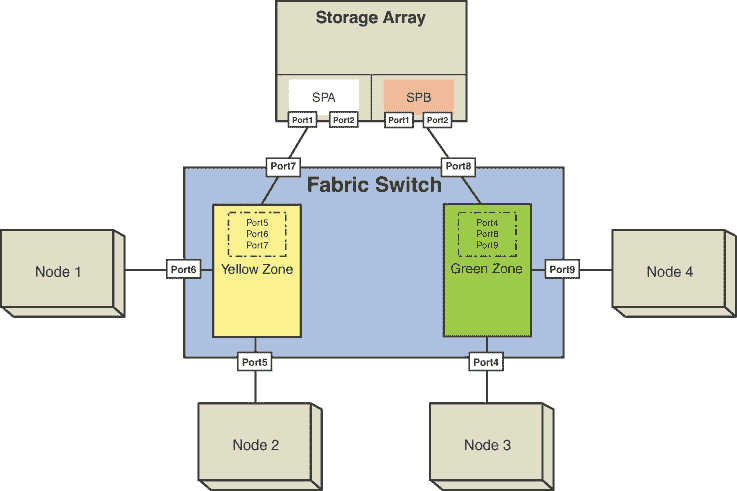 Storage Array
SPA
SPB
Port1
Port2
Port1
Port2
Port7
Port8
Fabric Switch
Port5
Port6
Port7
Yellow Zone
Port4
Port8
Port9
Green Zone
Node 1
Port6
Port9
Node 4
Port5
Port4
Node 2
Node 3